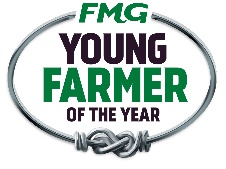 FMG
YOUNG
FARMER
OF THE YEAR